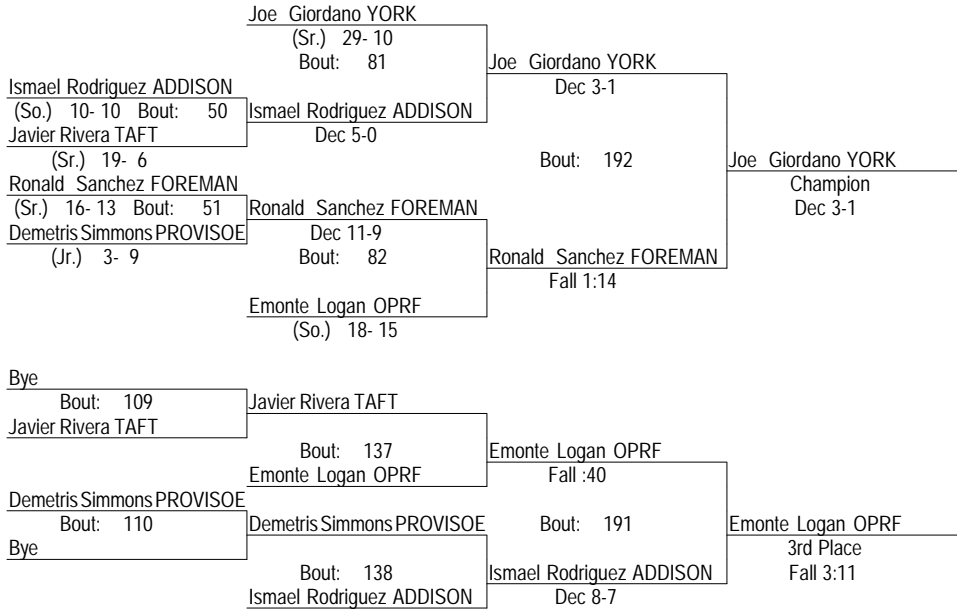 Joe Giordano YORK
(Sr.) 29- 10
Bout: 81
Joe Giordano YORK
Ismael Rodriguez ADDISON
Dec 3-1
(So.) 10- 10 Bout: 50
Ismael Rodriguez ADDISON
Javier Rivera TAFT
Dec 5-0
(Sr.) 19- 6
Bout: 192
Joe Giordano YORK
Ronald Sanchez FOREMAN
Champion
(Sr.) 16- 13 Bout: 51
Ronald Sanchez FOREMAN
Dec 3-1
Demetris Simmons PROVISOE
Dec 11-9
(Jr.) 3- 9
Bout: 82
Ronald Sanchez FOREMAN
Fall 1:14
Emonte Logan OPRF
(So.) 18- 15
Bye
Bout: 109
Javier Rivera TAFT
Javier Rivera TAFT
Bout: 137
Emonte Logan OPRF
Emonte Logan OPRF
Fall :40
Demetris Simmons PROVISOE
Bout: 110
Demetris Simmons PROVISOE
Bout: 191
Emonte Logan OPRF
Bye
3rd Place
Bout: 138
Ismael Rodriguez ADDISON
Fall 3:11
Ismael Rodriguez ADDISON
Dec 8-7